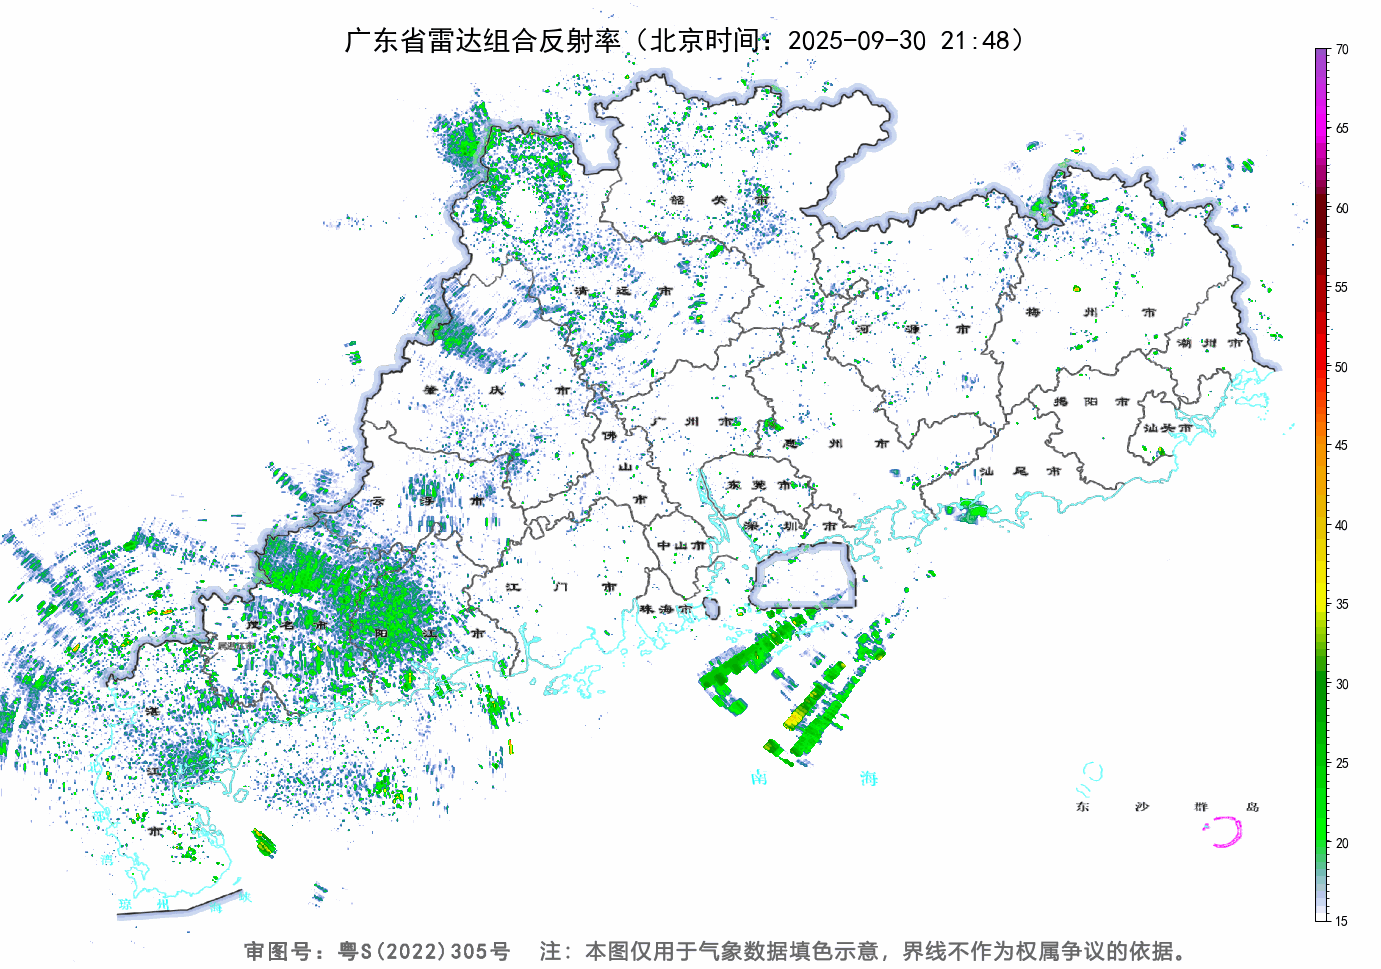 广东省雷达组合反射率（北京时间：2025-09-30 21:48）
70
65
60
55
50
45
40
35
30
25
20
15
韶 关 市
清 远 市
梅 州 市
河 源 市
潮 州 市
肇 庆 市
揭 阳 市
广 州 市
汕头市
佛 山 市
惠 州 市
汕 尾 市
东 莞 市
云 浮 市
深 圳 市
中山市
江 门 市
珠海市
茂 名 市
阳 江 市
湛 江 市
南 海
东 沙 群 岛
琼 州 海 峡
审图号：粤S(2022)305号 注：本图仅用于气象数据填色示意，界线不作为权属争议的依据。